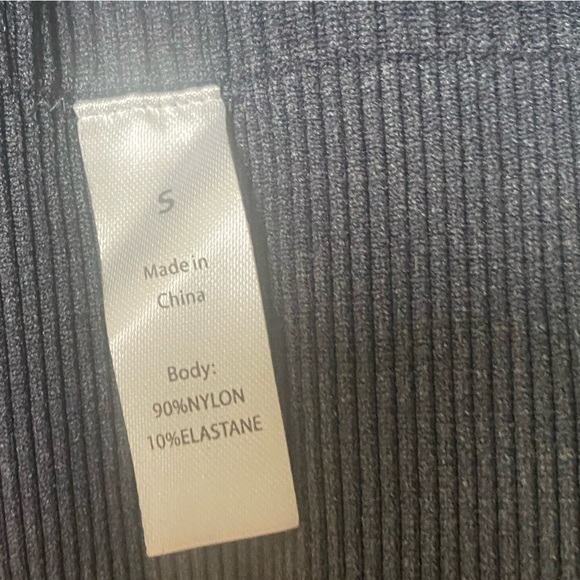 S
Made in
China
Body:
90%NYLON
10%ELASTANE